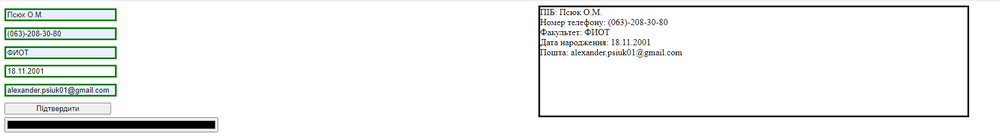 Псюк О.М.
(063)-208-30-80
ФИОТ
18.11.2001
alexander.psiuk01@gmail.com
Підтвердити
ПІБ: Псюк О.М.
Номер телефону: (063)-208-30-80
Факультет: ФИОТ
Дата народження: 18.11.2001
Пошта: alexander.psiuk01@gmail.com